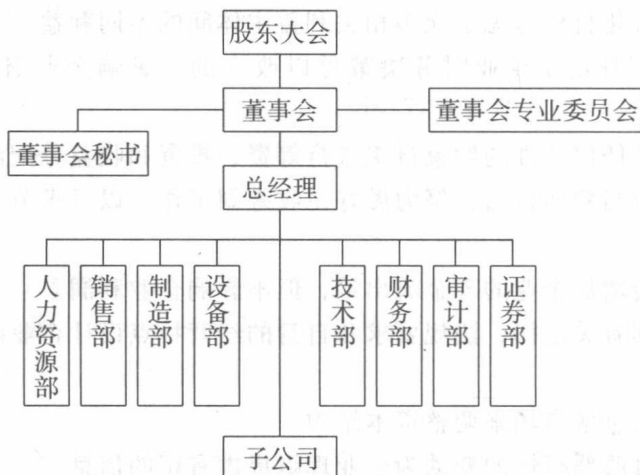 股东大会
董事会
董事会专业委员会
董事会秘书
总经理
人力资源部
销售部
制造部
设备部
技术部
财务部
审计部
证券部
子公司